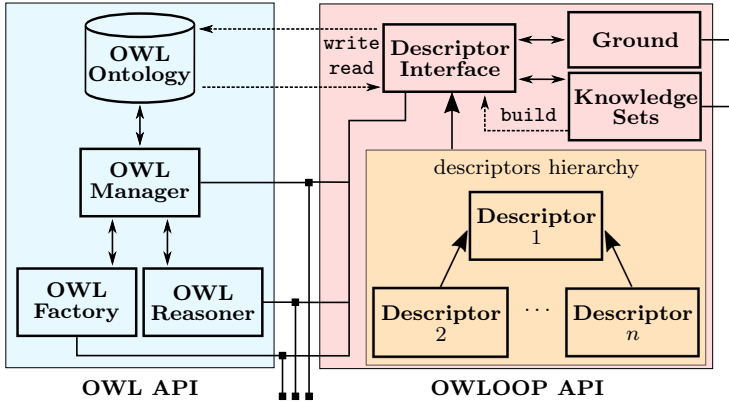 OWL
Ontology
write
read
Descriptor
Interface
Ground
Knowledge
Sets
build
OWL
Manager
descriptors hierarchy
Descriptor
1
OWL
Factory
OWL
Reasoner
Descriptor
2
...
Descriptor
n
OWL API
OWLOOP API